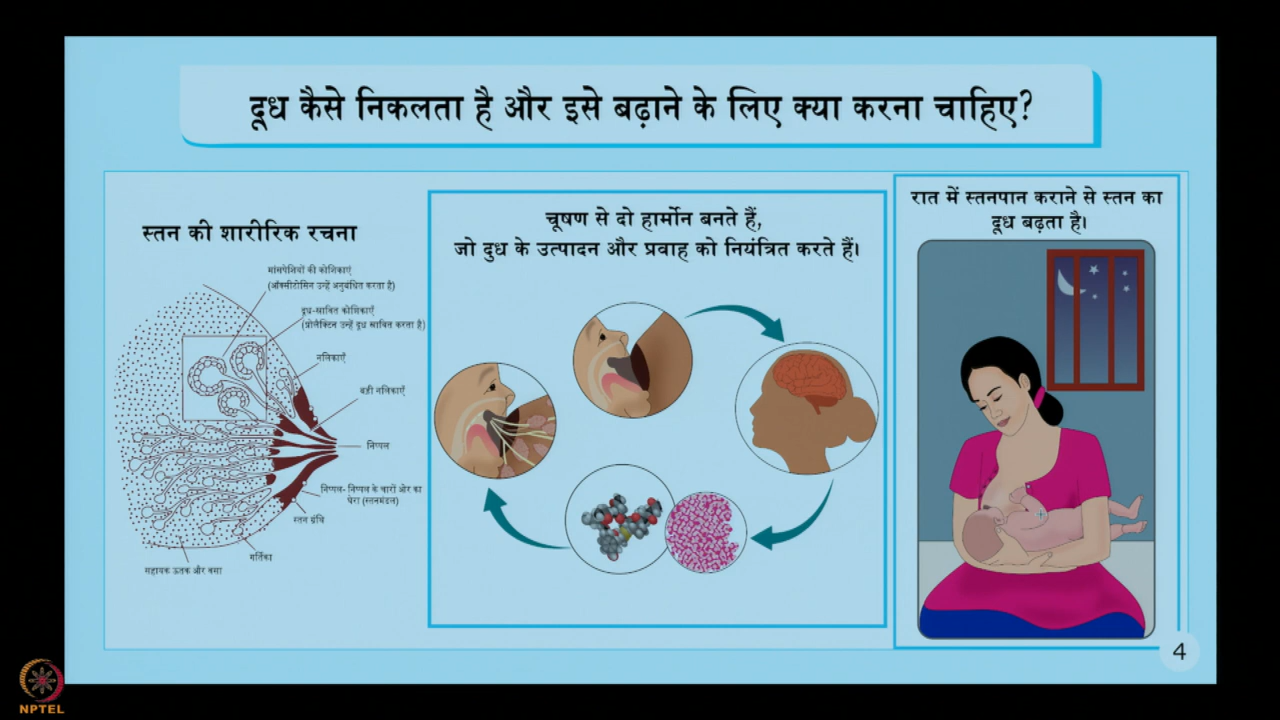 दूध कैसे निकलता है और इसे बढ़ाने के लिए क्या करना चाहिए?
स्तन की शारीरिक रचना
मांसपेशियों की कोशिकाएं
(ऑक्सीटोसिन उन्हें अनुबंधित करता है)
दूध-स्रावित कोशिकाएँ
(प्रोलैक्टिन उन्हें दूध स्रावित करता है)
नलिकाएँ
बड़ी नलिकाएँ
निप्पल
निप्पल- निप्पल के चारों ओर का
घेरा (स्तनमंडल)
स्तन ग्रंथि
गर्तिका
सहायक ऊतक और वसा
चूषण से दो हार्मोन बनते हैं,
जो दुध के उत्पादन और प्रवाह को नियंत्रित करते हैं।
रात में स्तनपान कराने से स्तन का
दूध बढ़ता है।
4
NPTEL